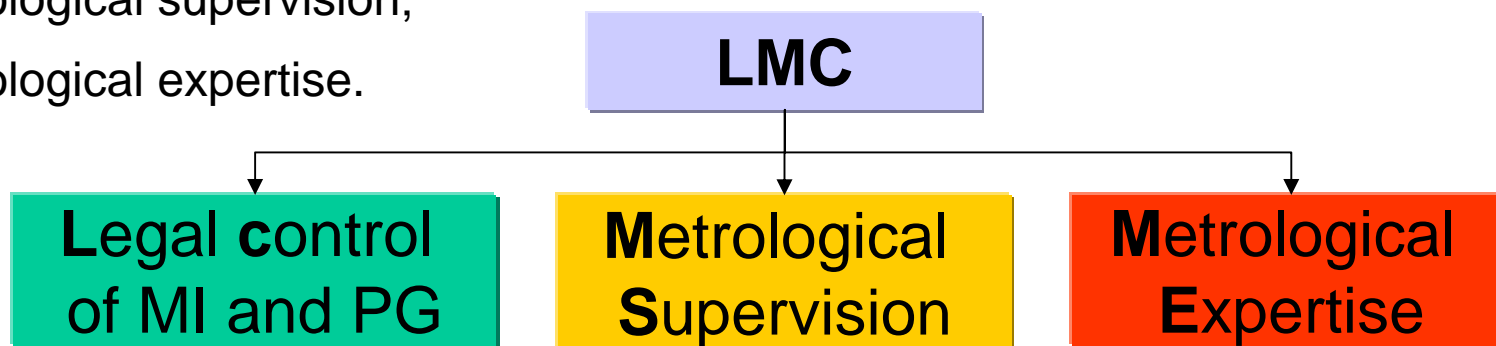 ological supervision,
ological expertise.
LMC
Legal control
of MI and PG
Metrological
Supervision
Metrological
Expertise